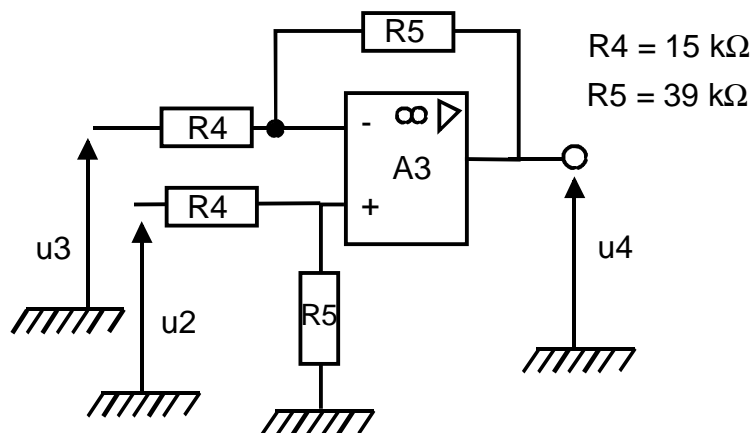 R5
R4 = 15 kΩ
R5 = 39 kΩ
R4
- ∞
A3
R4
+
u3
u4
u2
R5